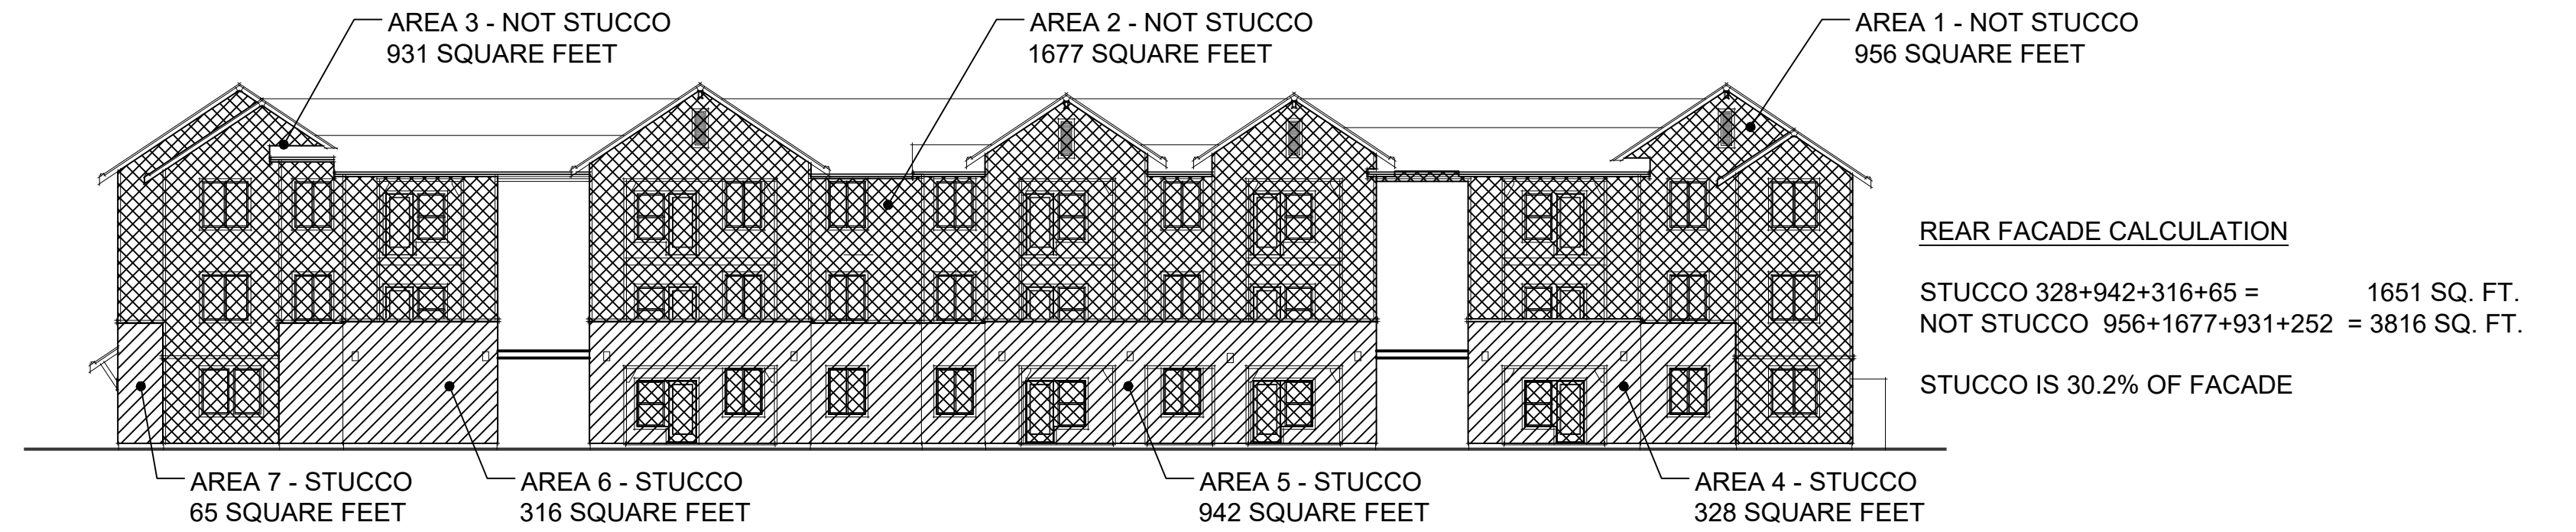 AREA 3 - NOT STUCCO
931 SQUARE FEET
AREA 2 - NOT STUCCO
1677 SQUARE FEET
AREA 1 - NOT STUCCO
956 SQUARE FEET
REAR FACADE CALCULATION
STUCCO 328+942+316+65 = 1651 SQ. FT.
NOT STUCCO 956+1677+931+252 = 3816 SQ. FT.
STUCCO IS 30.2% OF FACADE
AREA 7 - STUCCO
65 SQUARE FEET
AREA 6 - STUCCO
316 SQUARE FEET
AREA 5 - STUCCO
942 SQUARE FEET
AREA 4 - STUCCO
328 SQUARE FEET